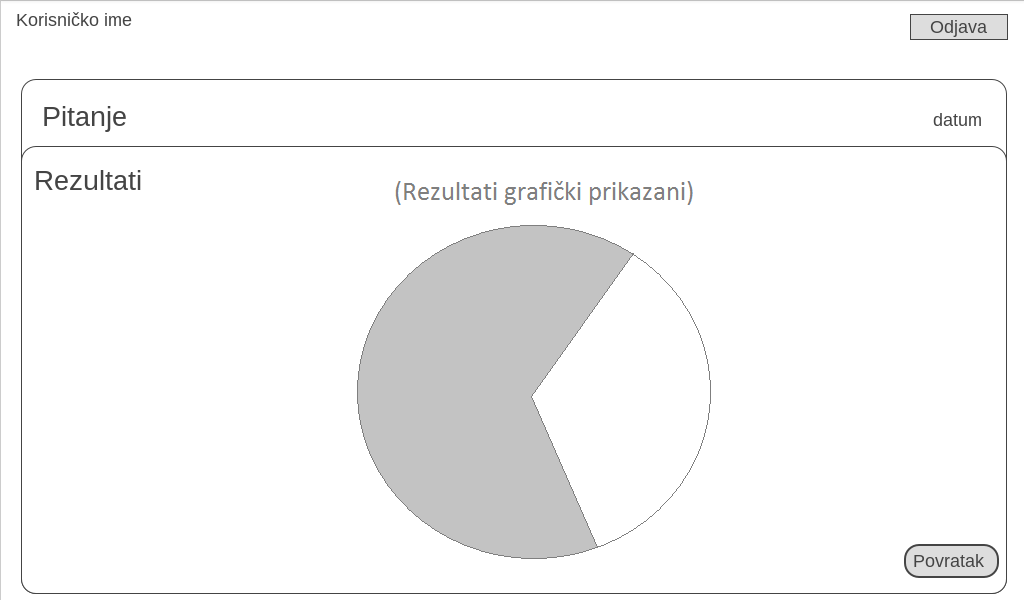 Korisničko ime
Odjava
Pitanje
datum
Rezultati
(Rezultati grafički prikazani)
Povratak